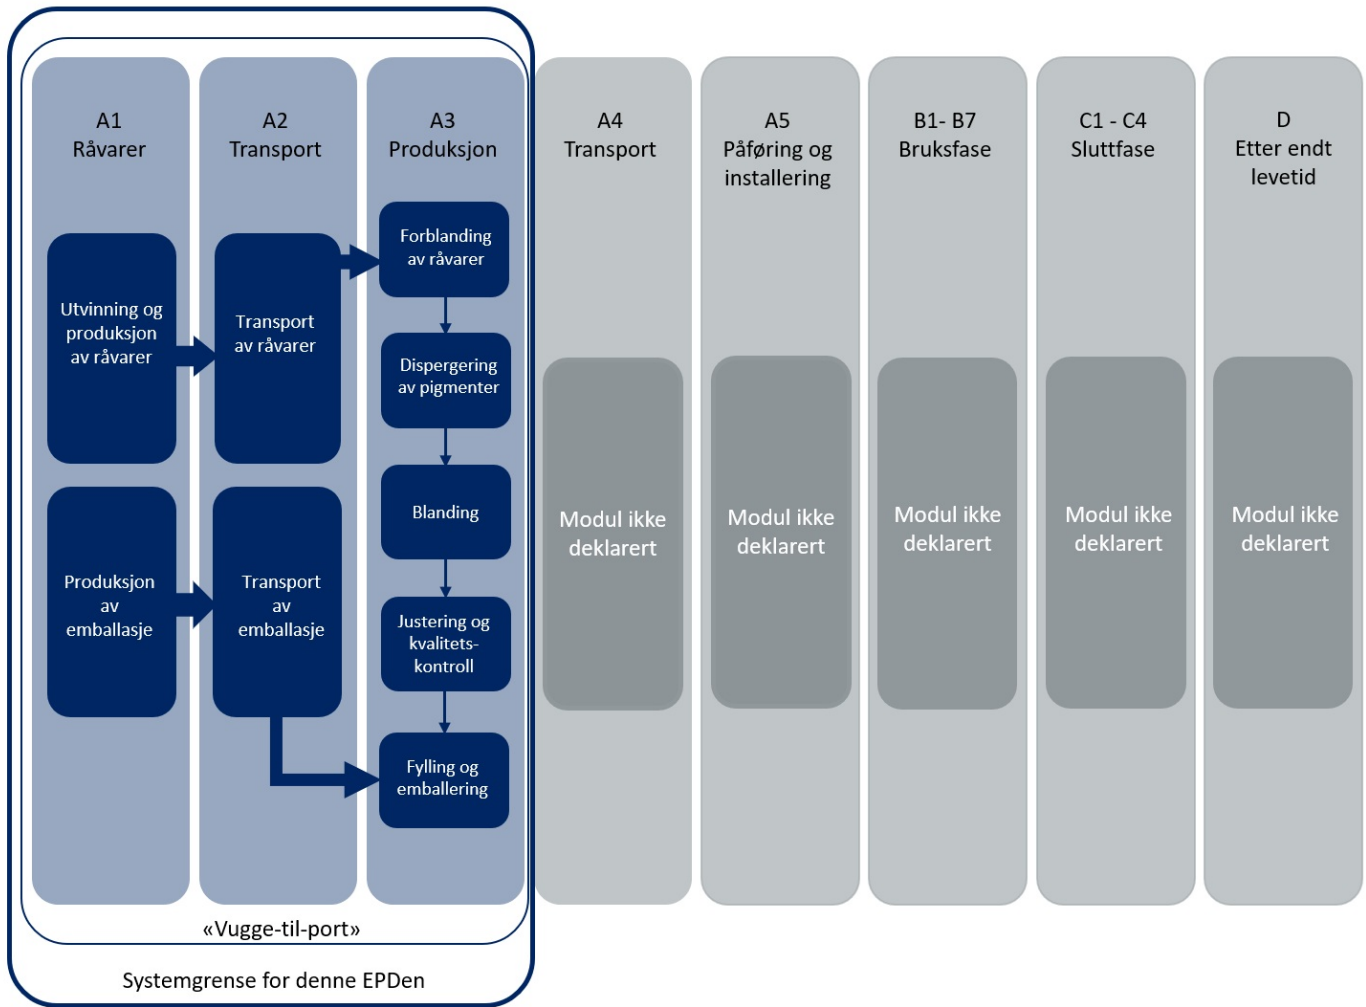 A1
Råvarer
A2
Transport
A3
Produksjon
A4
Transport
A5
Påføring og
installering
B1- B7
Bruksfase
C1 - C4
Sluttfase
D
Etter endt
levetid
Utvinning og
produksjon
av råvarer
Produksjon
av
emballasje
Transport
av råvarer
Transport
av
emballasje
Forblanding
av råvarer
Dispergering
av pigmenter
Blanding
Justering og
kvalitets-
kontroll
Fylling og
emballering
Modul ikke
deklarert
Modul ikke
deklarert
Modul ikke
deklarert
Modul ikke
deklarert
Modul ikke
deklarert
«Vugge-til-port»
Systemgrense for denne EPDen